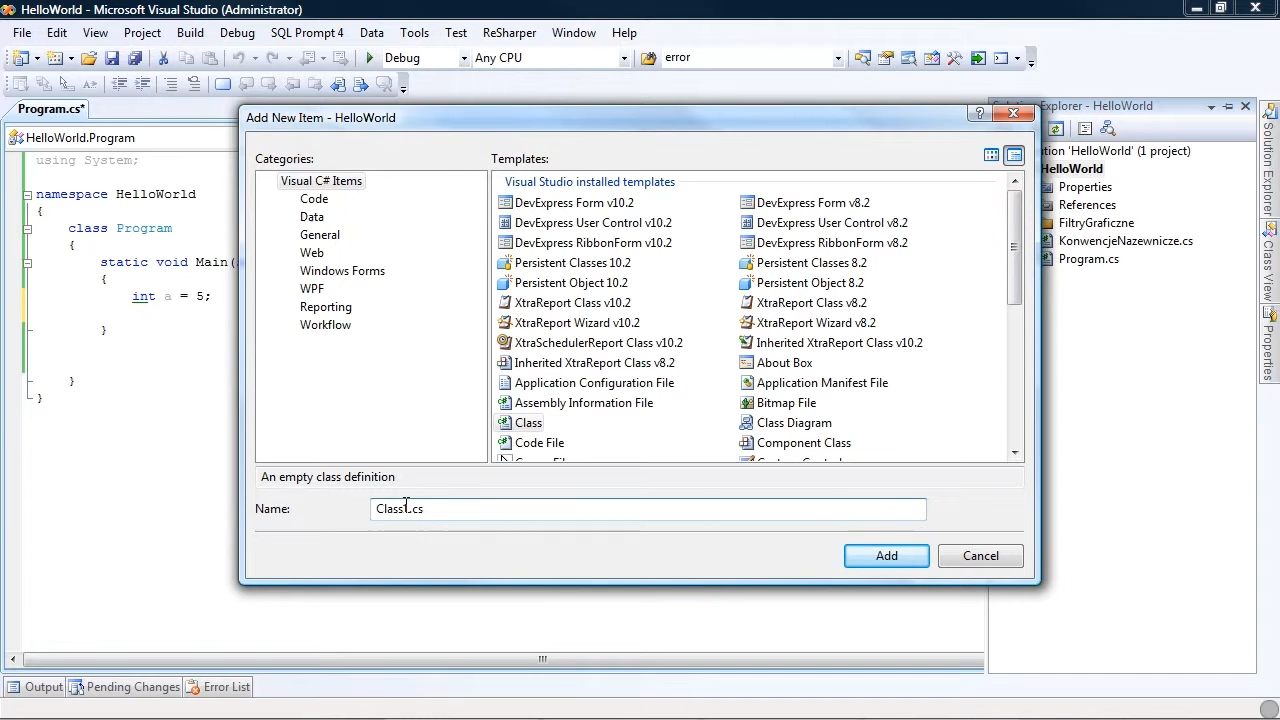 HelloWorld - Microsoft Visual Studio (Administrator)
File Edit View Project Build Debug SQL Prompt 4 Data Tools Test ReSharper Window Help
Debug Any CPU error
Program.cs*
HelloWorld.Program
using System;
namespace HelloWorld
{
class Program
{
static void Main(
{
int a = 5;
}
}
}
Add New Item - HelloWorld
Categories:
Visual C# Items
Code
Data
General
Web
Windows Forms
WPF
Reporting
Workflow
Templates:
Visual Studio installed templates
DevExpress Form v10.2 DevExpress Form v8.2
DevExpress User Control v10.2 DevExpress User Control v8.2
DevExpress RibbonForm v10.2 DevExpress RibbonForm v8.2
Persistent Classes 10.2 Persistent Classes 8.2
Persistent Object 10.2 Persistent Object 8.2
XtraReport Class v10.2 XtraReport Class v8.2
XtraReport Wizard v10.2 XtraReport Wizard v8.2
XtraSchedulerReport Class v10.2 Inherited XtraReport Class v10.2
Inherited XtraReport Class v8.2 About Box
Application Configuration File Application Manifest File
Assembly Information File Bitmap File
Class Class Diagram
Code File Component Class
An empty class definition
Name: Class1.cs
Add Cancel
Explorer - HelloWorld
ution 'HelloWorld' (1 project)
HelloWorld
Properties
References
FiltryGraficzne
KonwencjeNazewnicze.cs
Program.cs
Solution Explorer
Class View
Properties
Output Pending Changes Error List